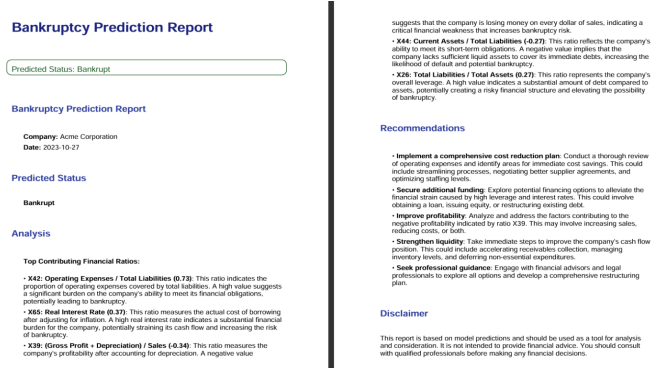 Bankruptcy Prediction Report
Predicted Status: Bankrupt
Bankruptcy Prediction Report
Company: Acme Corporation
Date: 2023-10-27
Predicted Status
Bankrupt
Analysis
Top Contributing Financial Ratios:
• X42: Operating Expenses / Total Liabilities (0.73): This ratio indicates the
proportion of operating expenses covered by total liabilities. A high value suggests
a significant burden on the company's ability to meet its financial obligations,
potentially leading to bankruptcy.
• X65: Real Interest Rate (0.37): This ratio measures the actual cost of borrowing
after adjusting for inflation. A high real interest rate indicates a substantial financial
burden for the company, potentially straining its cash flow and increasing the risk
of bankruptcy.
• X39: (Gross Profit + Depreciation) / Sales (-0.34): This ratio measures the
company's profitability after accounting for depreciation. A negative value
suggests that the company is losing money on every dollar of sales, indicating a
critical financial weakness that increases bankruptcy risk.
• X44: Current Assets / Total Liabilities (-0.27): This ratio reflects the company's
ability to meet its short-term obligations. A negative value implies that the
company lacks sufficient liquid assets to cover its immediate debts, increasing the
likelihood of default and potential bankruptcy.
• X26: Total Liabilities / Total Assets (0.27): This ratio represents the company's
overall leverage. A high value indicates a substantial amount of debt compared to
assets, potentially creating a risky financial structure and elevating the possibility
of bankruptcy.
Recommendations
• Implement a comprehensive cost reduction plan: Conduct a thorough review
of operating expenses and identify areas for immediate cost savings. This could
include streamlining processes, negotiating better supplier agreements, and
optimizing staffing levels.
• Secure additional funding: Explore potential financing options to alleviate the
financial strain caused by high leverage and interest rates. This could involve
obtaining a loan, issuing equity, or restructuring existing debt.
• Improve profitability: Analyze and address the factors contributing to the
negative profitability indicated by ratio X39. This may involve increasing sales,
reducing costs, or both.
• Strengthen liquidity: Take immediate steps to improve the company's cash flow
position. This could include accelerating receivables collection, managing
inventory levels, and deferring non-essential expenditures.
• Seek professional guidance: Engage with financial advisors and legal
professionals to explore all options and develop a comprehensive restructuring
plan.
Disclaimer
This report is based on model predictions and should be used as a tool for analysis
and consideration. It is not intended to provide financial advice. You should consult
with qualified professionals before making any financial decisions.